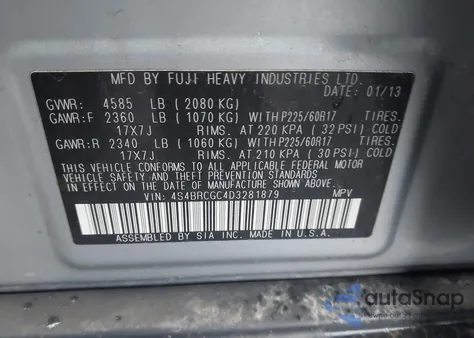 MFD BY FUJI HEAVY INDUSTRIES LTD.
DATE: 01/13
GVWR: 4585 LB (2080 KG)
GAWR:F 2360 LB (1070 KG) WITH P225/60R17 TIRES.
17X7J RIMS. AT 220 KPA (32 PSI) COLD
GAWR:R 2340 LB (1060 KG) WITH P225/60R17 TIRES.
17X7J RIMS. AT 210 KPA (30 PSI) COLD
THIS VEHICLE CONFORMS TO ALL APPLICABLE FEDERAL MOTOR
VEHICLE SAFETY, BUMPER AND THEFT PREVENTION STANDARDS
IN EFFECT ON THE DATE OF MANUFACTURE SHOWN ABOVE.
VIN: 4S4BRCGC4D3281879 MPV
ASSEMBLED BY SIA INC. MADE IN U.S.A.
autoSnap